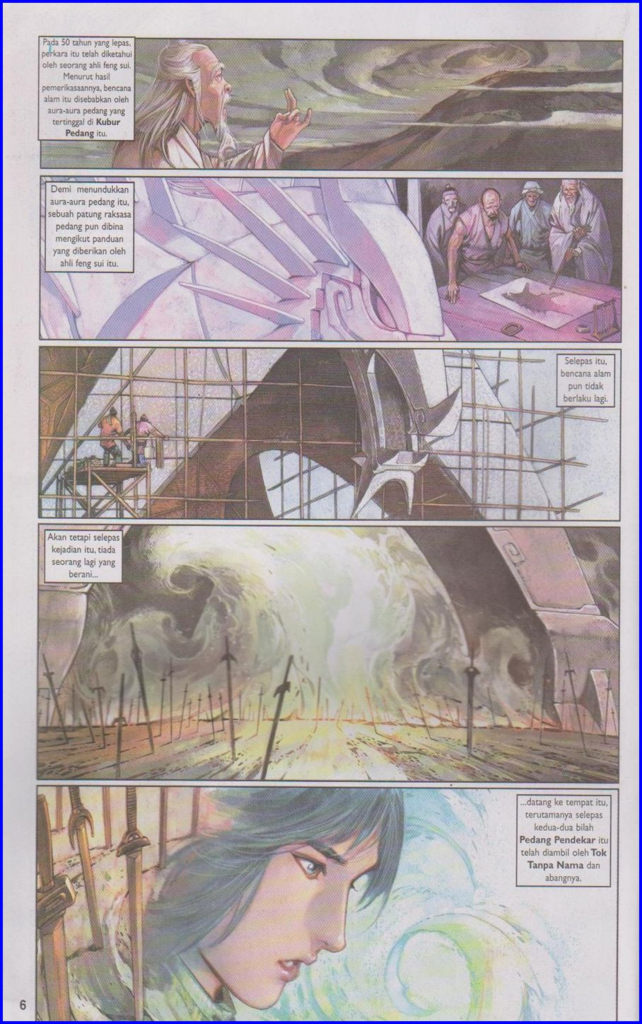 Pada 50 tahun yang lepas,
perkara itu telah diketahui
oleh seorang ahli feng sui.
Menurut hasil
pemeriksaannya, bencana
alam itu disebabkan oleh
aura-aura pedang yang
tertinggal di Kubur
Pedang itu.
Demi menundukkan
aura-aura pedang itu,
sebuah patung raksasa
pedang pun dibina
mengikut panduan
yang diberikan oleh
ahli feng sui itu.
Selepas itu,
bencana alam
pun tidak
berlaku lagi.
Akan tetapi selepas
kejadian itu, tiada
seorang lagi yang
berani...
...datang ke tempat itu,
terutamanya selepas
kedua-dua bilah
Pedang Pendekar itu
telah diambil oleh Tok
Tanpa Nama dan
abangnya.
6